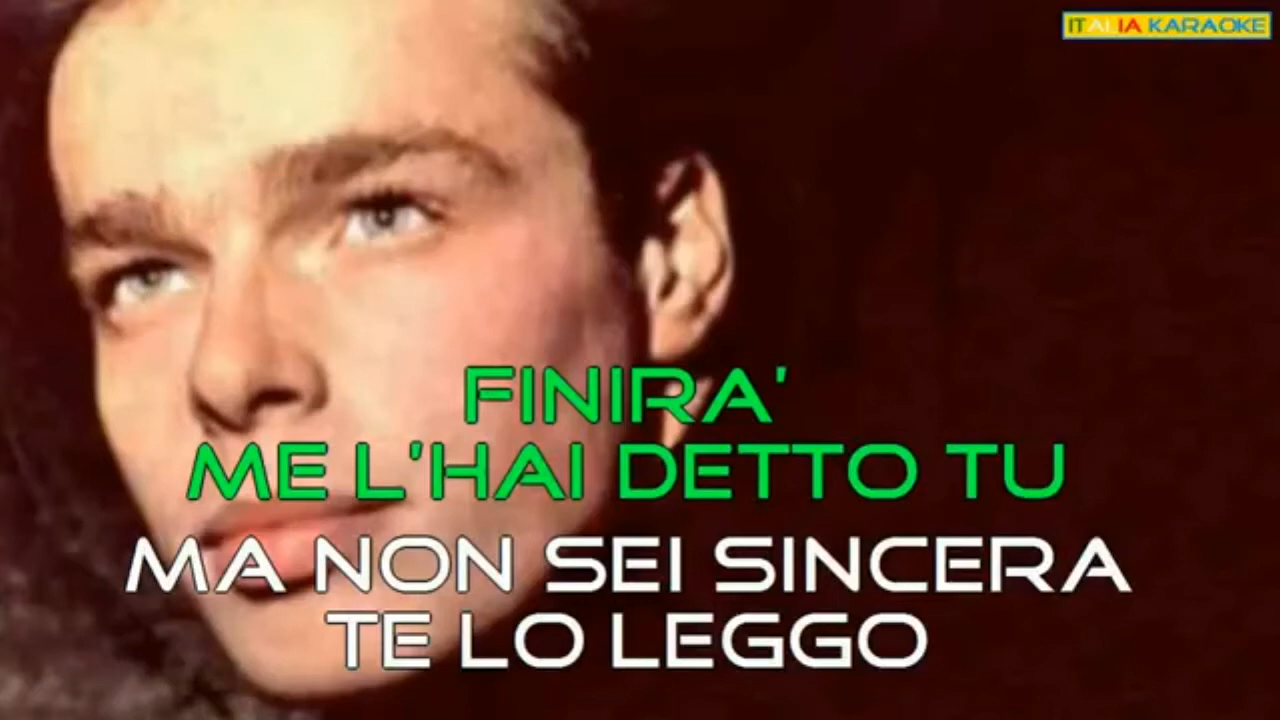 ITALIA KARAOKE
FINIRA'
ME L'HAI DETTO TU
MA NON SEI SINCERA
TE LO LEGGO